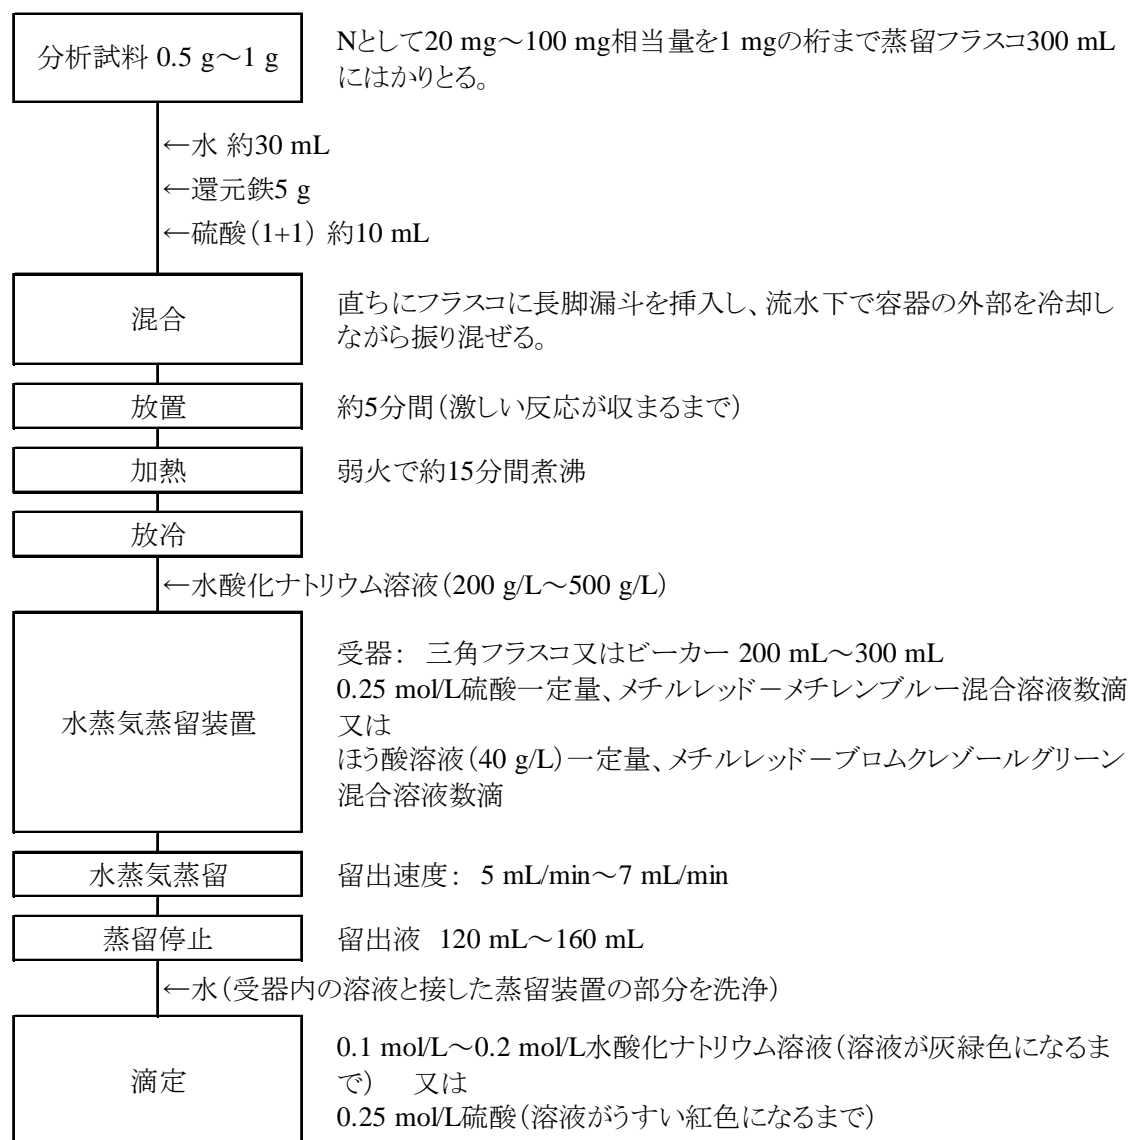 分析試料 0.5 g～1 g
Nとして20 mg～100 mg相当量を1 mgの桁まで蒸留フラスコ300 mL
にはかりとる。
←水 約30 mL
←還元鉄5 g
←硫酸(1+1) 約10 mL
混合
直ちにフラスコに長脚漏斗を挿入し、流水下で容器の外部を冷却し
ながら振り混ぜる。
放置
約5分間(激しい反応が収まるまで)
加熱
弱火で約15分間煮沸
放冷
←水酸化ナトリウム溶液(200 g/L～500 g/L)
水蒸気蒸留装置
受器： 三角フラスコ又はビーカー 200 mL～300 mL
0.25 mol/L硫酸一定量、メチルレッド－メチレンブルー混合溶液数滴
又は
ほう酸溶液(40 g/L)一定量、メチルレッド－ブロムクレゾールグリーン
混合溶液数滴
水蒸気蒸留
留出速度： 5 mL/min～7 mL/min
蒸留停止
留出液 120 mL～160 mL
←水(受器内の溶液と接した蒸留装置の部分を洗浄)
滴定
0.1 mol/L～0.2 mol/L水酸化ナトリウム溶液(溶液が灰緑色になるま
で) 又は
0.25 mol/L硫酸(溶液がうすい紅色になるまで)